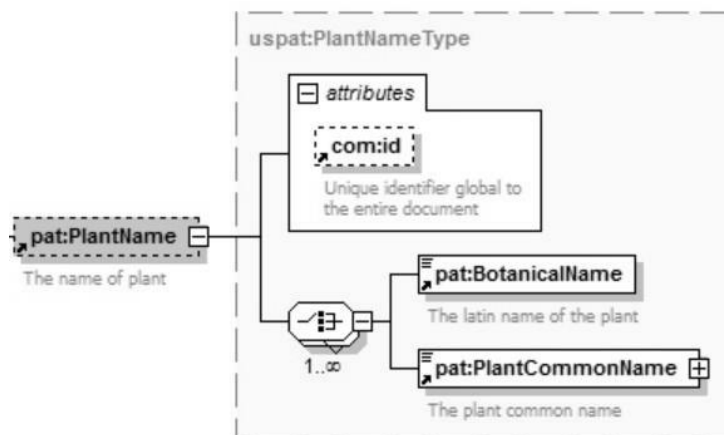 uspat:PlantNameType
attributes
com:id
Unique identifier global to
the entire document
pat:PlantName
The name of plant
pat:BotanicalName
The latin name of the plant
1..∞
pat:PlantCommonName
The plant common name